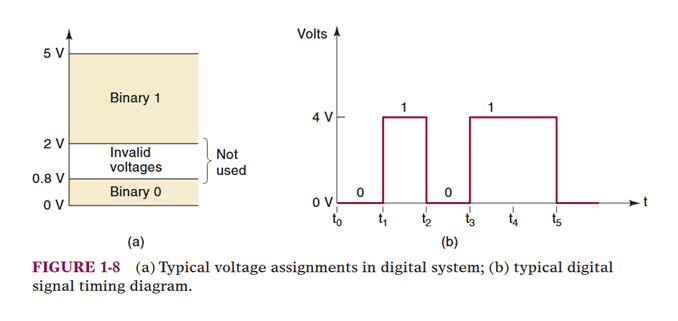 5 V
Binary 1
2 V
Invalid
voltages
Not
used
0.8 V
Binary 0
0 V
(a)
Volts
4 V
1
1
0
0
0 V
t
t0
t1
t2
t3
t4
t5
(b)
FIGURE 1-8 (a) Typical voltage assignments in digital system; (b) typical digital
signal timing diagram.